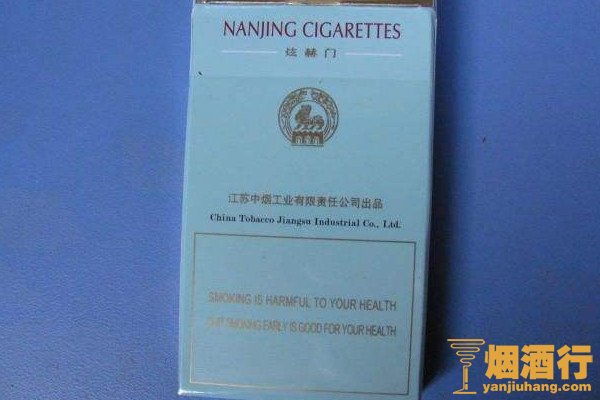 NANJING CIGARETTES
炫赫门
江苏中烟工业有限责任公司出品
China Tobacco Jiangsu Industrial Co., Ltd.
SMOKING IS HARMFUL TO YOUR HEALTH
QUIT SMOKING EARLY IS GOOD FOR YOUR HEALTH
烟酒行
yanjiuhang.com